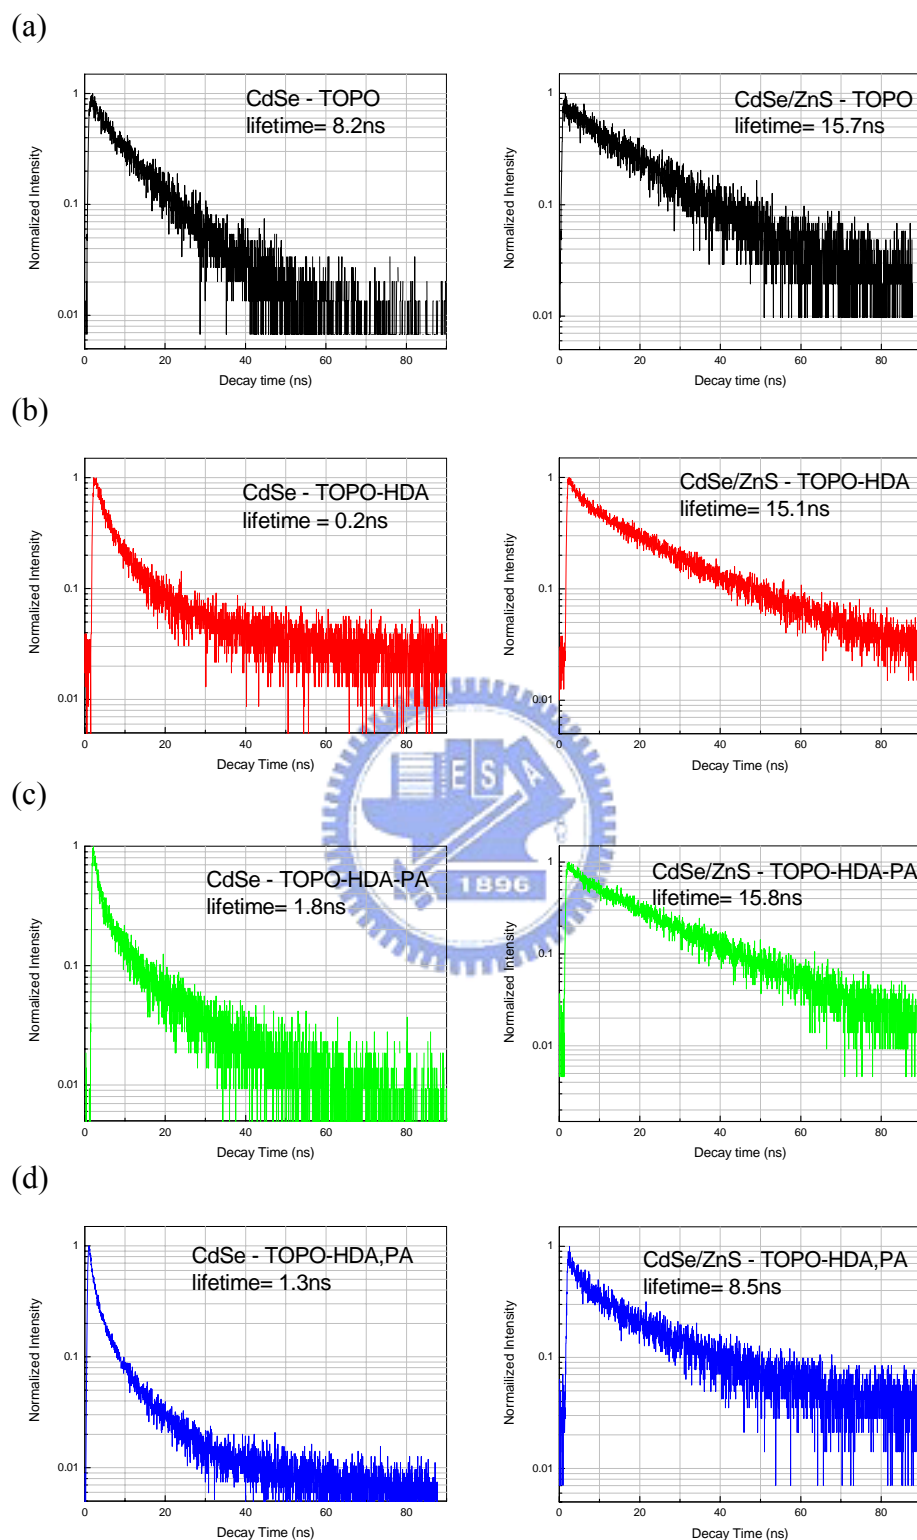 (a)
CdSe - TOPO
lifetime= 8.2ns
Normalized Intensity
1
0.1
0.01
0 20 40 60 80
Decay time (ns)
CdSe/ZnS - TOPO
lifetime= 15.7ns
Normalized Intensity
1
0.1
0.01
0 20 40 60 80
Decay time (ns)
(b)
CdSe - TOPO-HDA
lifetime = 0.2ns
Normalized Intensity
1
0.1
0.01
0 20 40 60 80
Decay Time (ns)
CdSe/ZnS - TOPO-HDA
lifetime= 15.1ns
Normalized Intenstiy
1
0.1
0.01
0 20 40 60 80
Decay Time (ns)
E S A
1896
(c)
CdSe - TOPO-HDA-PA
lifetime= 1.8ns
Normalized Intensity
1
0.1
0.01
0 20 40 60 80
Decay Time (ns)
CdSe/ZnS - TOPO-HDA-PA
lifetime= 15.8ns
Normalized Intensity
1
0.1
0.01
0 20 40 60 80
Decay Time (ns)
(d)
CdSe - TOPO-HDA,PA
lifetime= 1.3ns
Normalized Intensity
1
0.1
0.01
0 20 40 60 80
Decay Time (ns)
CdSe/ZnS - TOPO-HDA,PA
lifetime= 8.5ns
Normalized Intensity
1
0.1
0.01
0 20 40 60 80
Decay Time (ns)